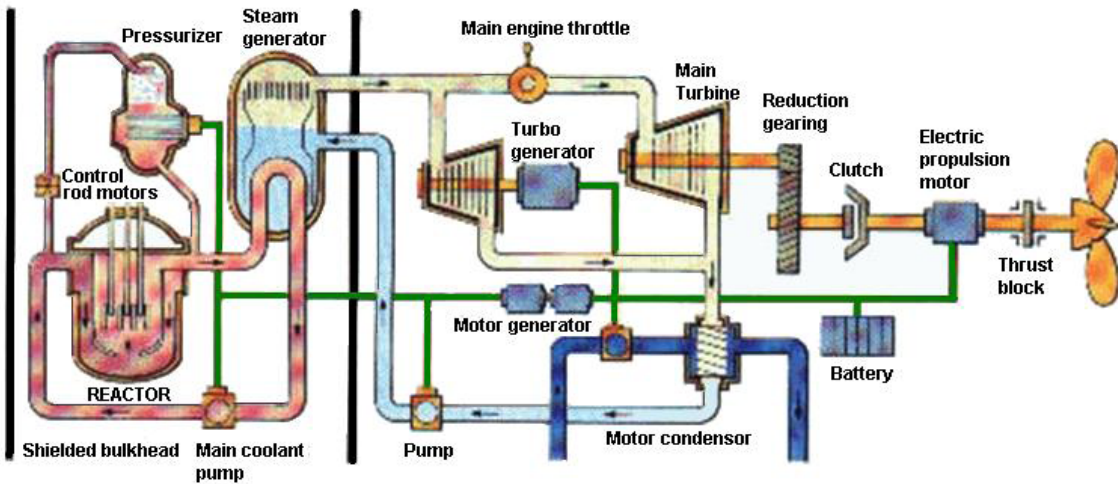 Steam
generator
Pressurizer
Main engine throttle
Main
Turbine
Reduction
gearing
Turbo
generator
Electric
propulsion
motor
Clutch
Control
rod motors
Thrust
block
Motor generator
Battery
REACTOR
Shielded bulkhead
Main coolant
pump
Pump
Motor condensor